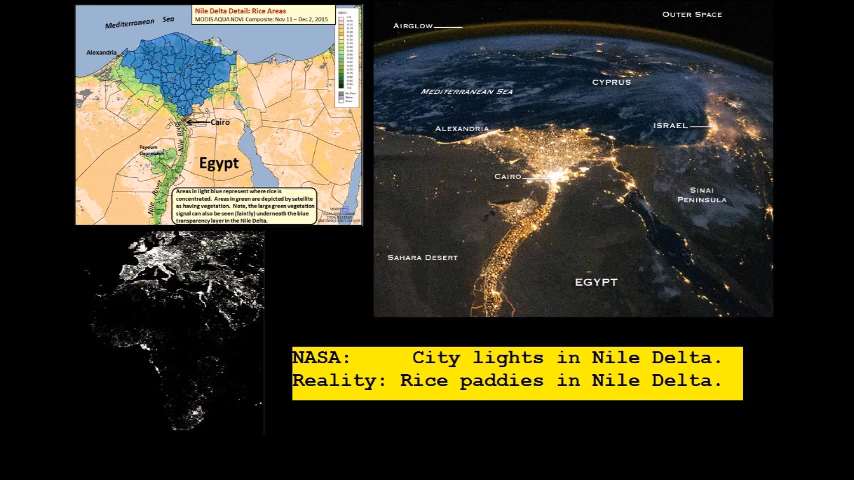 Nile Delta Detail: Rice Areas
MODIS AQUA NDVI Composite: Nov 11 – Dec 2, 2015
Mediterranean Sea
Alexandria
Cairo
Nile River
Fayoum
Depression
Egypt
Areas in light blue represent where rice is
concentrated. Areas in green are depicted by satellite
as having vegetation. Note, the large green vegetation
signal can also be seen (faintly) underneath the blue
transparency layer in the Nile Delta.
OUTER SPACE
AIRGLOW
CYPRUS
MEDITERRANEAN SEA
ALEXANDRIA
ISRAEL
CAIRO
SINAI
PENINSULA
SAHARA DESERT
EGYPT
NASA: City lights in Nile Delta.
Reality: Rice paddies in Nile Delta.